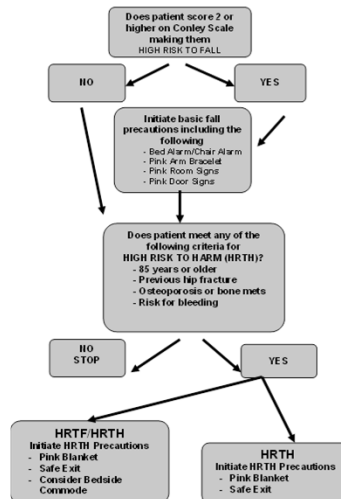 Does patient score 2 or
higher on Conley Scale
making them
HIGH RISK TO FALL
NO
YES
Initiate basic fall
precautions including the
following
- Bed Alarm/Chair Alarm
- Pink Arm Bracelet
- Pink Room Signs
- Pink Door Signs
Does patient meet any of the
following criteria for
HIGH RISK TO HARM (HRTH)?
- 85 years or older
- Previous hip fracture
- Osteoporosis or bone mets
- Risk for bleeding
NO
STOP
YES
HRTF/HRTH
Initiate HRTH Precautions
- Pink Blanket
- Safe Exit
- Consider Bedside
Commode
HRTH
Initiate HRTH Precautions
- Pink Blanket
- Safe Exit